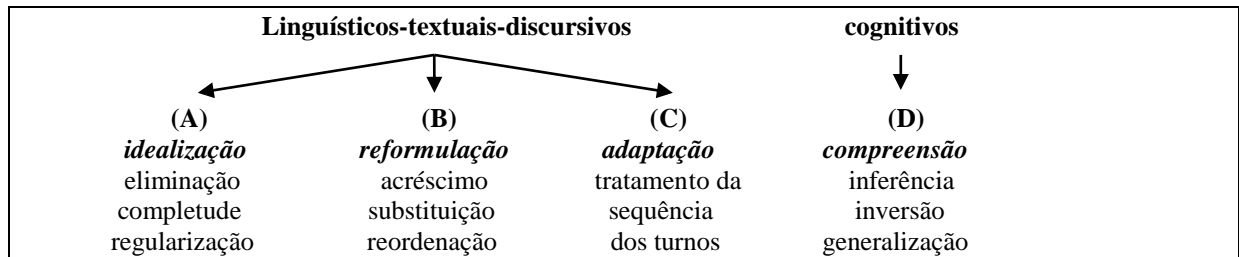 Linguísticos-textuais-discursivos cognitivos
(A) (B) (C) (D)
idealização reformulação adaptação compreensão
eliminação acréscimo tratamento da inferência
completude substituição sequência inversão
regularização reordenação dos turnos generalização